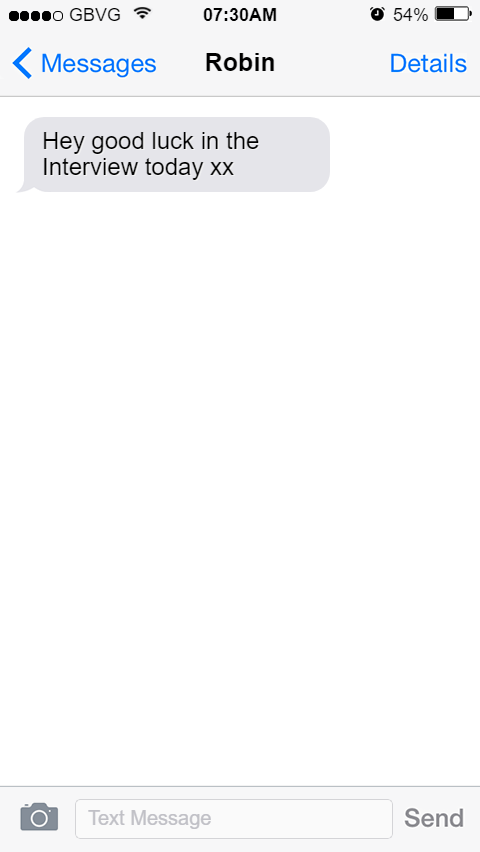 GBVG 07:30AM 54%
Messages Robin Details
Hey good luck in the
Interview today xx
Text Message Send